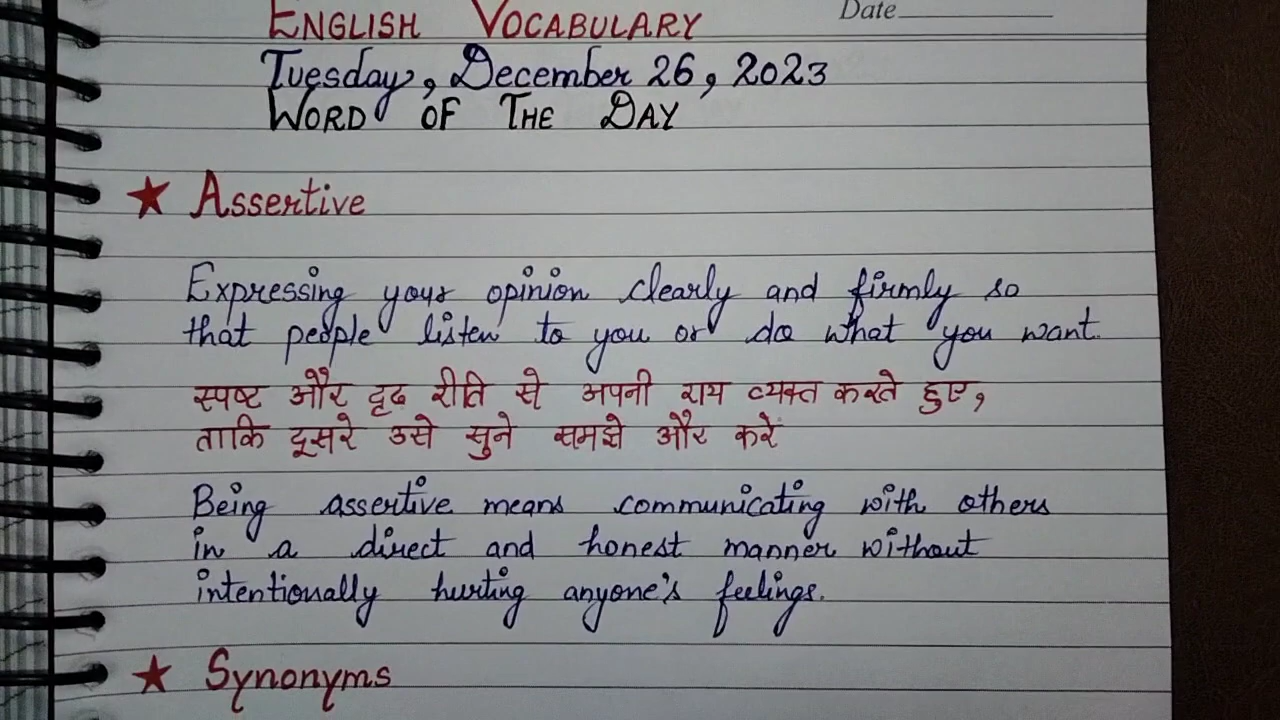 Date
ENGLISH VOCABULARY
Tuesday, December 26, 2023
WORD OF THE DAY
★ Assertive
Expressing your opinion clearly and firmly so
that people listen to you or do what you want.
स्पष्ट और दृढ रीति से अपनी राय व्यक्त करते हुए,
ताकि दूसरे उसे सुने समझे और करें
Being assertive means communicating with others
in a direct and honest manner without
intentionally hurting anyone's feelings.
★ Synonyms